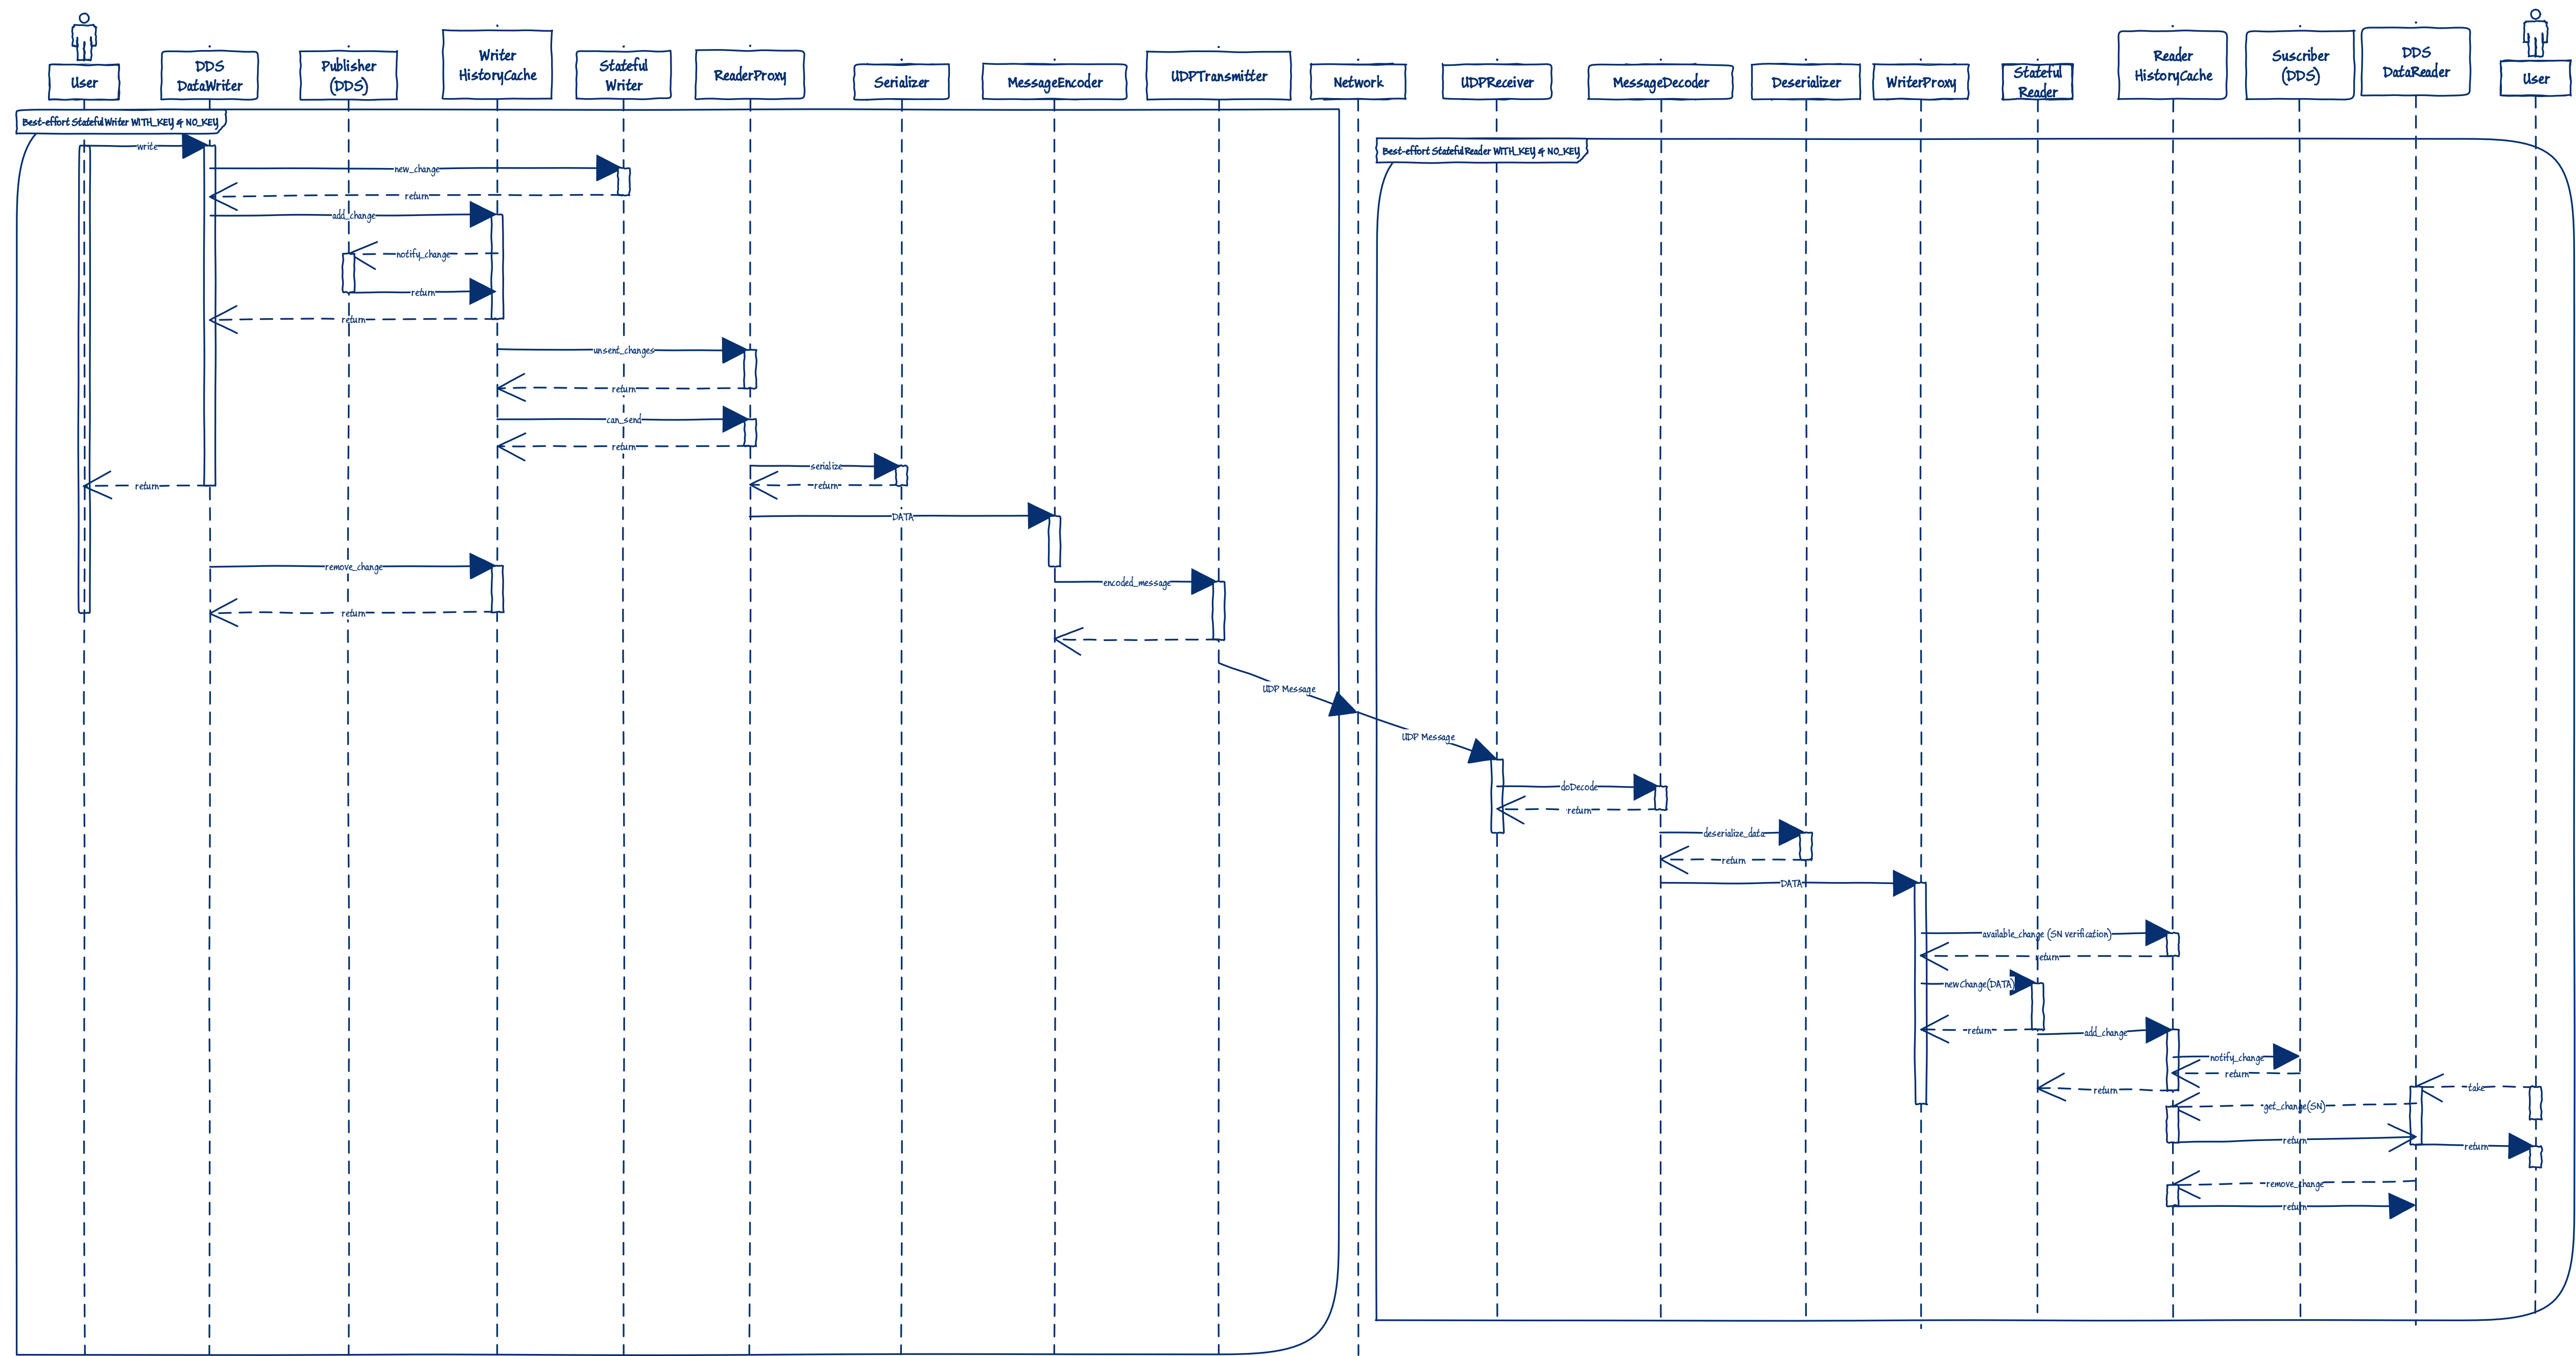 User
DDS
DataWriter
Publisher
(DDS)
Writer
HistoryCache
Stateful
Writer
ReaderProxy
Serializer
MessageEncoder
UDPTransmitter
Network
UDPReceiver
MessageDecoder
Deserializer
WriterProxy
Stateful
Reader
Reader
HistoryCache
Suscriber
(DDS)
DDS
DataReader
User
Best-effort StatefulWriter WITH_KEY & NO_KEY
Best-effort StatefulReader WITH_KEY & NO_KEY
write
new_change
return
add_change
notify_change
return
return
unsent_changes
return
can_send
return
serialize
return
return
DATA
remove_change
encoded_message
return
UDP Message
UDP Message
doDecode
return
deserialize_data
return
DATA
available_change (SN verification)
return
newChange(DATA)
return
add_change
notify_change
return
return
take
get_change(SN)
return
return
remove_change
return